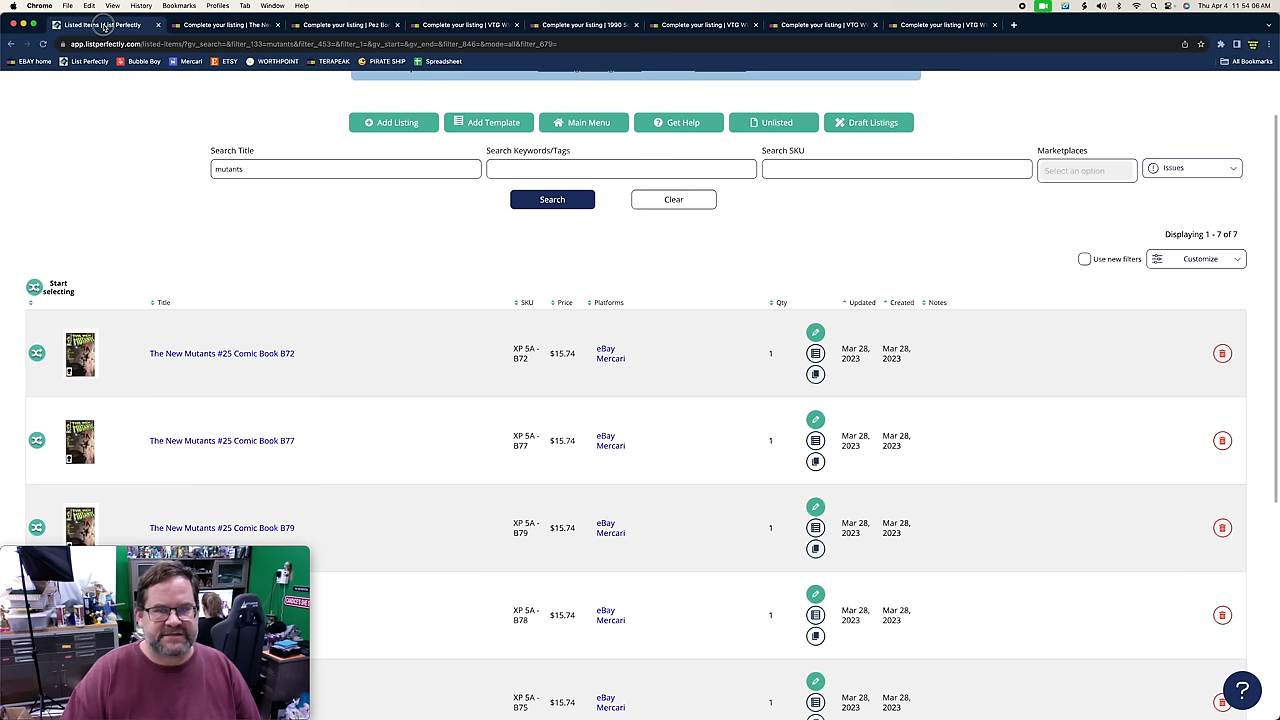 Chrome File Edit View History Bookmarks Profiles Tab Window Help Thu Apr 4 11 54 06 AM
Listed Items | List Perfectly Complete your listing | The Ne Complete your listing | Pez Bo Complete your listing | VTG W Complete your listing | 1990 S Complete your listing | VTG W Complete your listing | VTG W Complete your listing | VTG W
app.listperfectly.com/listed-items/?gv_search=&filter_133=mutants&filter_453=&filter_1=&gv_start=&gv_end=&filter_846=&mode=all&filter_679=
EBAY home List Perfectly Bubble Boy Mercari ETSY WORTHPOINT TERAPEAK PIRATE SHIP Spreadsheet All Bookmarks
Add Listing Add Template Main Menu Get Help Unlisted Draft Listings
Search Title Search Keywords/Tags Search SKU Marketplaces
mutants Select an option Issues
Search Clear
Displaying 1 - 7 of 7
Use new filters Customize
Start
selecting
Title SKU Price Platforms Qty Updated Created Notes
The New Mutants #25 Comic Book B72 XP 5A - B72 $15.74 eBay Mercari 1 Mar 28, 2023 Mar 28, 2023
The New Mutants #25 Comic Book B77 XP 5A - B77 $15.74 eBay Mercari 1 Mar 28, 2023 Mar 28, 2023
The New Mutants #25 Comic Book B79 XP 5A - B79 $15.74 eBay Mercari 1 Mar 28, 2023 Mar 28, 2023
XP 5A - B78 $15.74 eBay Mercari 1 Mar 28, 2023 Mar 28, 2023
XP 5A - B75 $15.74 eBay Mercari 1 Mar 28, 2023 Mar 28, 2023
?